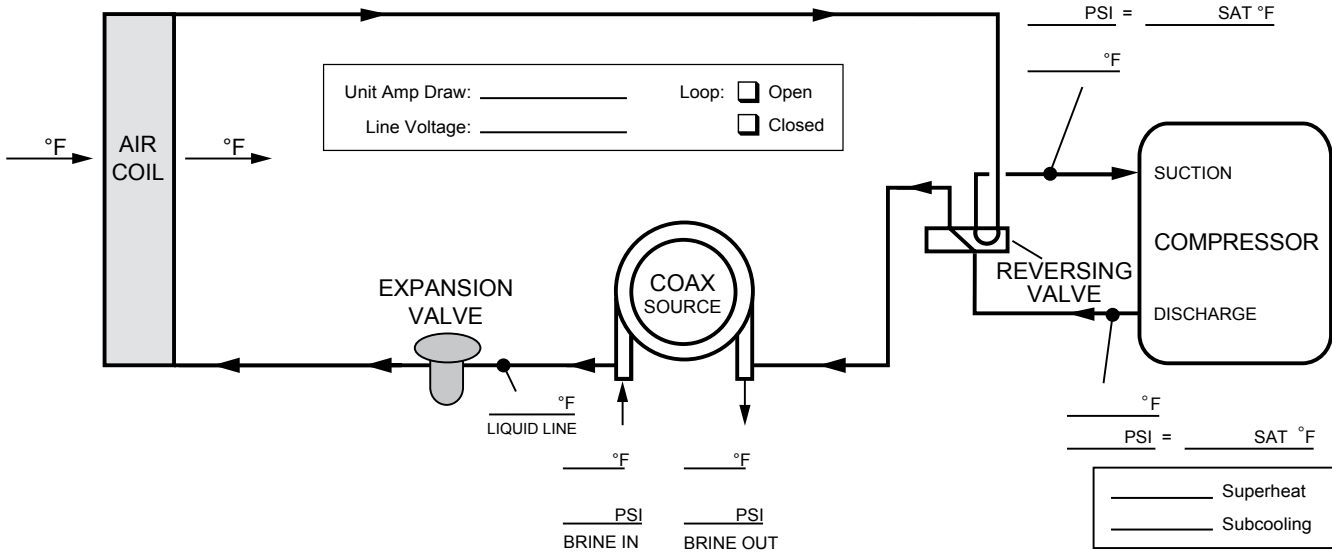 PSI = SAT °F
°F
Unit Amp Draw: Loop: Open
Line Voltage: Closed
°F AIR COIL °F
SUCTION
COMPRESSOR
DISCHARGE
REVERSING
VALVE
COAX
SOURCE
EXPANSION
VALVE
°F
LIQUID LINE
°F
PSI = SAT °F
°F °F
PSI PSI
BRINE IN BRINE OUT
Superheat
Subcooling